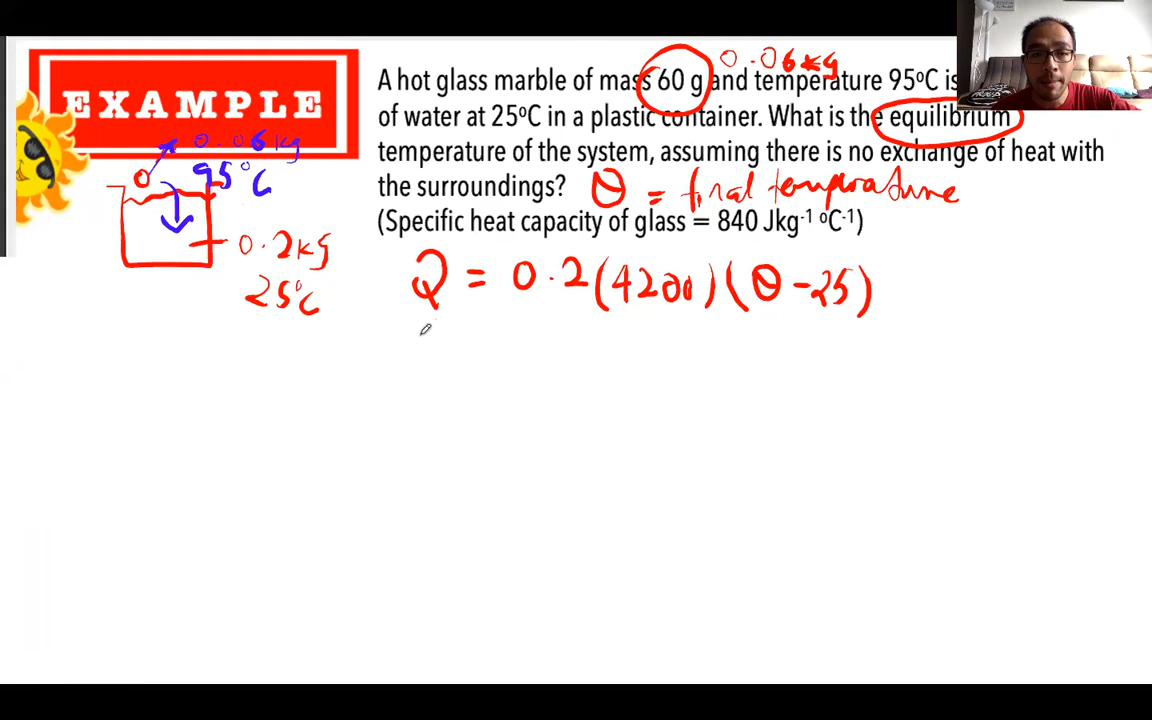 EXAMPLE
A hot glass marble of mass 60 g and temperature 95°C is
of water at 25°C in a plastic container. What is the equilibrium
temperature of the system, assuming there is no exchange of heat with
the surroundings?
(Specific heat capacity of glass = 840 Jkg⁻¹ °C⁻¹)
0.06kg
θ = final temperature
0.06kg
95°C
0.2kg
25°C
Q = 0.2(4200)(θ-25)